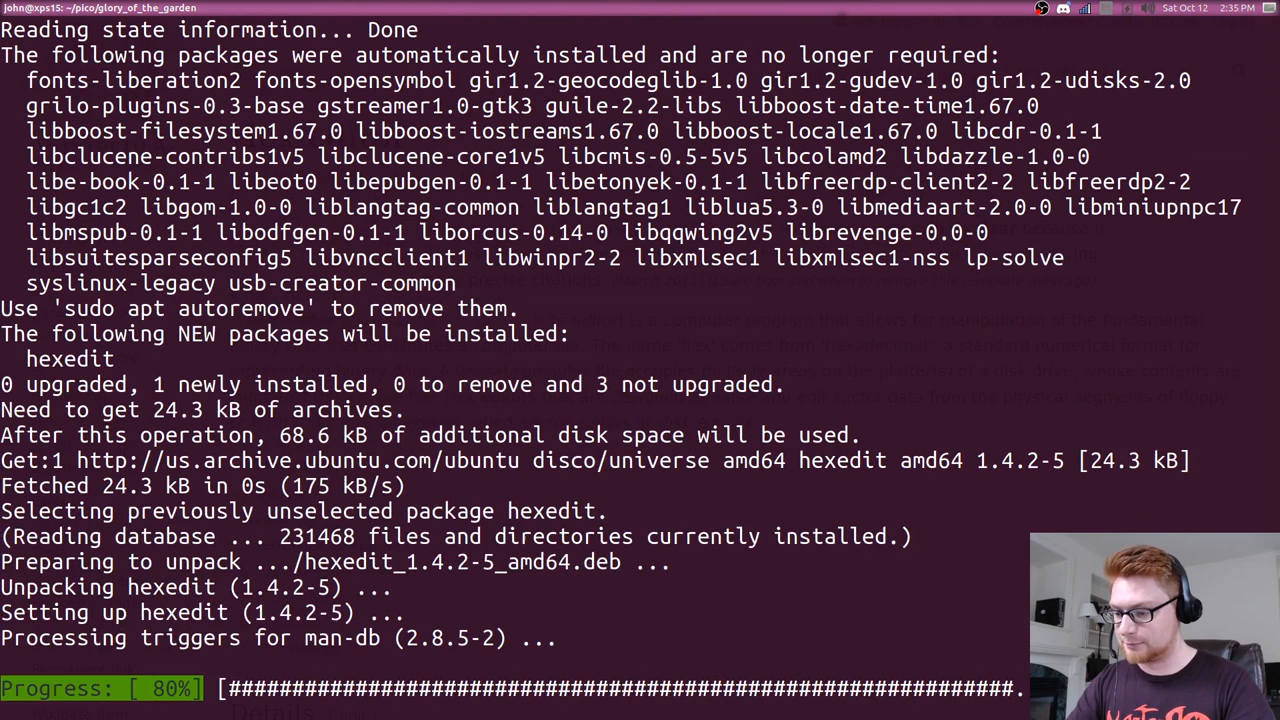 john@xps15: ~/pico/glory_of_the_garden
Sat Oct 12 2:35 PM
Reading state information... Done
The following packages were automatically installed and are no longer required:
fonts-liberation2 fonts-opensymbol gir1.2-geocodeglib-1.0 gir1.2-gudev-1.0 gir1.2-udisks-2.0
grilo-plugins-0.3-base gstreamer1.0-gtk3 guile-2.2-libs libboost-date-time1.67.0
libboost-filesystem1.67.0 libboost-iostreams1.67.0 libboost-locale1.67.0 libcdr-0.1-1
libclucene-contribs1v5 libclucene-core1v5 libcmis-0.5-5v5 libcolamd2 libdazzle-1.0-0
libe-book-0.1-1 libeot0 libepubgen-0.1-1 libetonyek-0.1-1 libfreerdp-client2-2 libfreerdp2-2
libgc1c2 libgom-1.0-0 liblangtag-common liblangtag1 liblua5.3-0 libmediaart-2.0-0 libminiupnpc17
libmspub-0.1-1 libodfgen-0.1-1 liborcus-0.14-0 libqqwing2v5 librevenge-0.0-0
libsuitesparseconfig5 libvncclient1 libwinpr2-2 libxmlsec1 libxmlsec1-nss lp-solve
syslinux-legacy usb-creator-common
Use 'sudo apt autoremove' to remove them.
The following NEW packages will be installed:
hexedit
0 upgraded, 1 newly installed, 0 to remove and 3 not upgraded.
Need to get 24.3 kB of archives.
After this operation, 68.6 kB of additional disk space will be used.
Get:1 http://us.archive.ubuntu.com/ubuntu disco/universe amd64 hexedit amd64 1.4.2-5 [24.3 kB]
Fetched 24.3 kB in 0s (175 kB/s)
Selecting previously unselected package hexedit.
(Reading database ... 231468 files and directories currently installed.)
Preparing to unpack .../hexedit_1.4.2-5_amd64.deb ...
Unpacking hexedit (1.4.2-5) ...
Setting up hexedit (1.4.2-5) ...
Processing triggers for man-db (2.8.5-2) ...
Progress: [ 80%] [##############################################################.